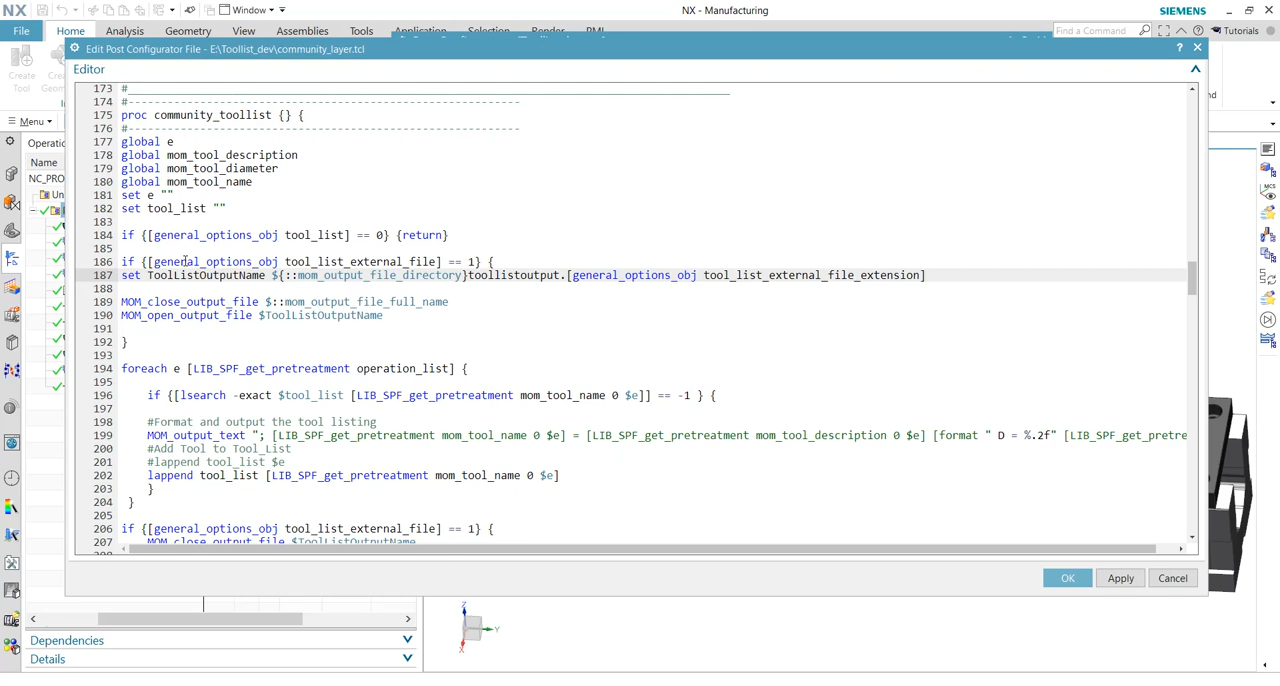 NX Window NX - Manufacturing SIEMENS
File Home Analysis Geometry View Assemblies Tools Application Selection Render PMI Find a Command Tutorials
Edit Post Configurator File - E:\Toollist_dev\community_layer.tcl ?
Editor
Create
Tool
Menu
Operatio
Name
NC_PRO
Un
173 #
174 #------------------------------------------------------------
175 proc community_toollist {} {
176 #------------------------------------------------------------
177 global e
178 global mom_tool_description
179 global mom_tool_diameter
180 global mom_tool_name
181 set e ""
182 set tool_list ""
183
184 if {[general_options_obj tool_list] == 0} {return}
185
186 if {[general_options_obj tool_list_external_file] == 1} {
187 set ToolListOutputName ${::mom_output_file_directory}toollistoutput.[general_options_obj tool_list_external_file_extension]
188
189 MOM_close_output_file $::mom_output_file_full_name
190 MOM_open_output_file $ToolListOutputName
191
192 }
193
194 foreach e [LIB_SPF_get_pretreatment operation_list] {
195
196 if {[lsearch -exact $tool_list [LIB_SPF_get_pretreatment mom_tool_name 0 $e]] == -1 } {
197
198 #Format and output the tool listing
199 MOM_output_text "; [LIB_SPF_get_pretreatment mom_tool_name 0 $e] = [LIB_SPF_get_pretreatment mom_tool_description 0 $e] [format " D = %.2f" [LIB_SPF_get_pretre
200 #Add Tool to Tool_List
201 #lappend tool_list $e
202 lappend tool_list [LIB_SPF_get_pretreatment mom_tool_name 0 $e]
203 }
204 }
205
206 if {[general_options_obj tool_list_external_file] == 1} {
207 MOM_close_output_file $ToolListOutputName
OK Apply Cancel
Dependencies
Details
Z
Y
X
MCS